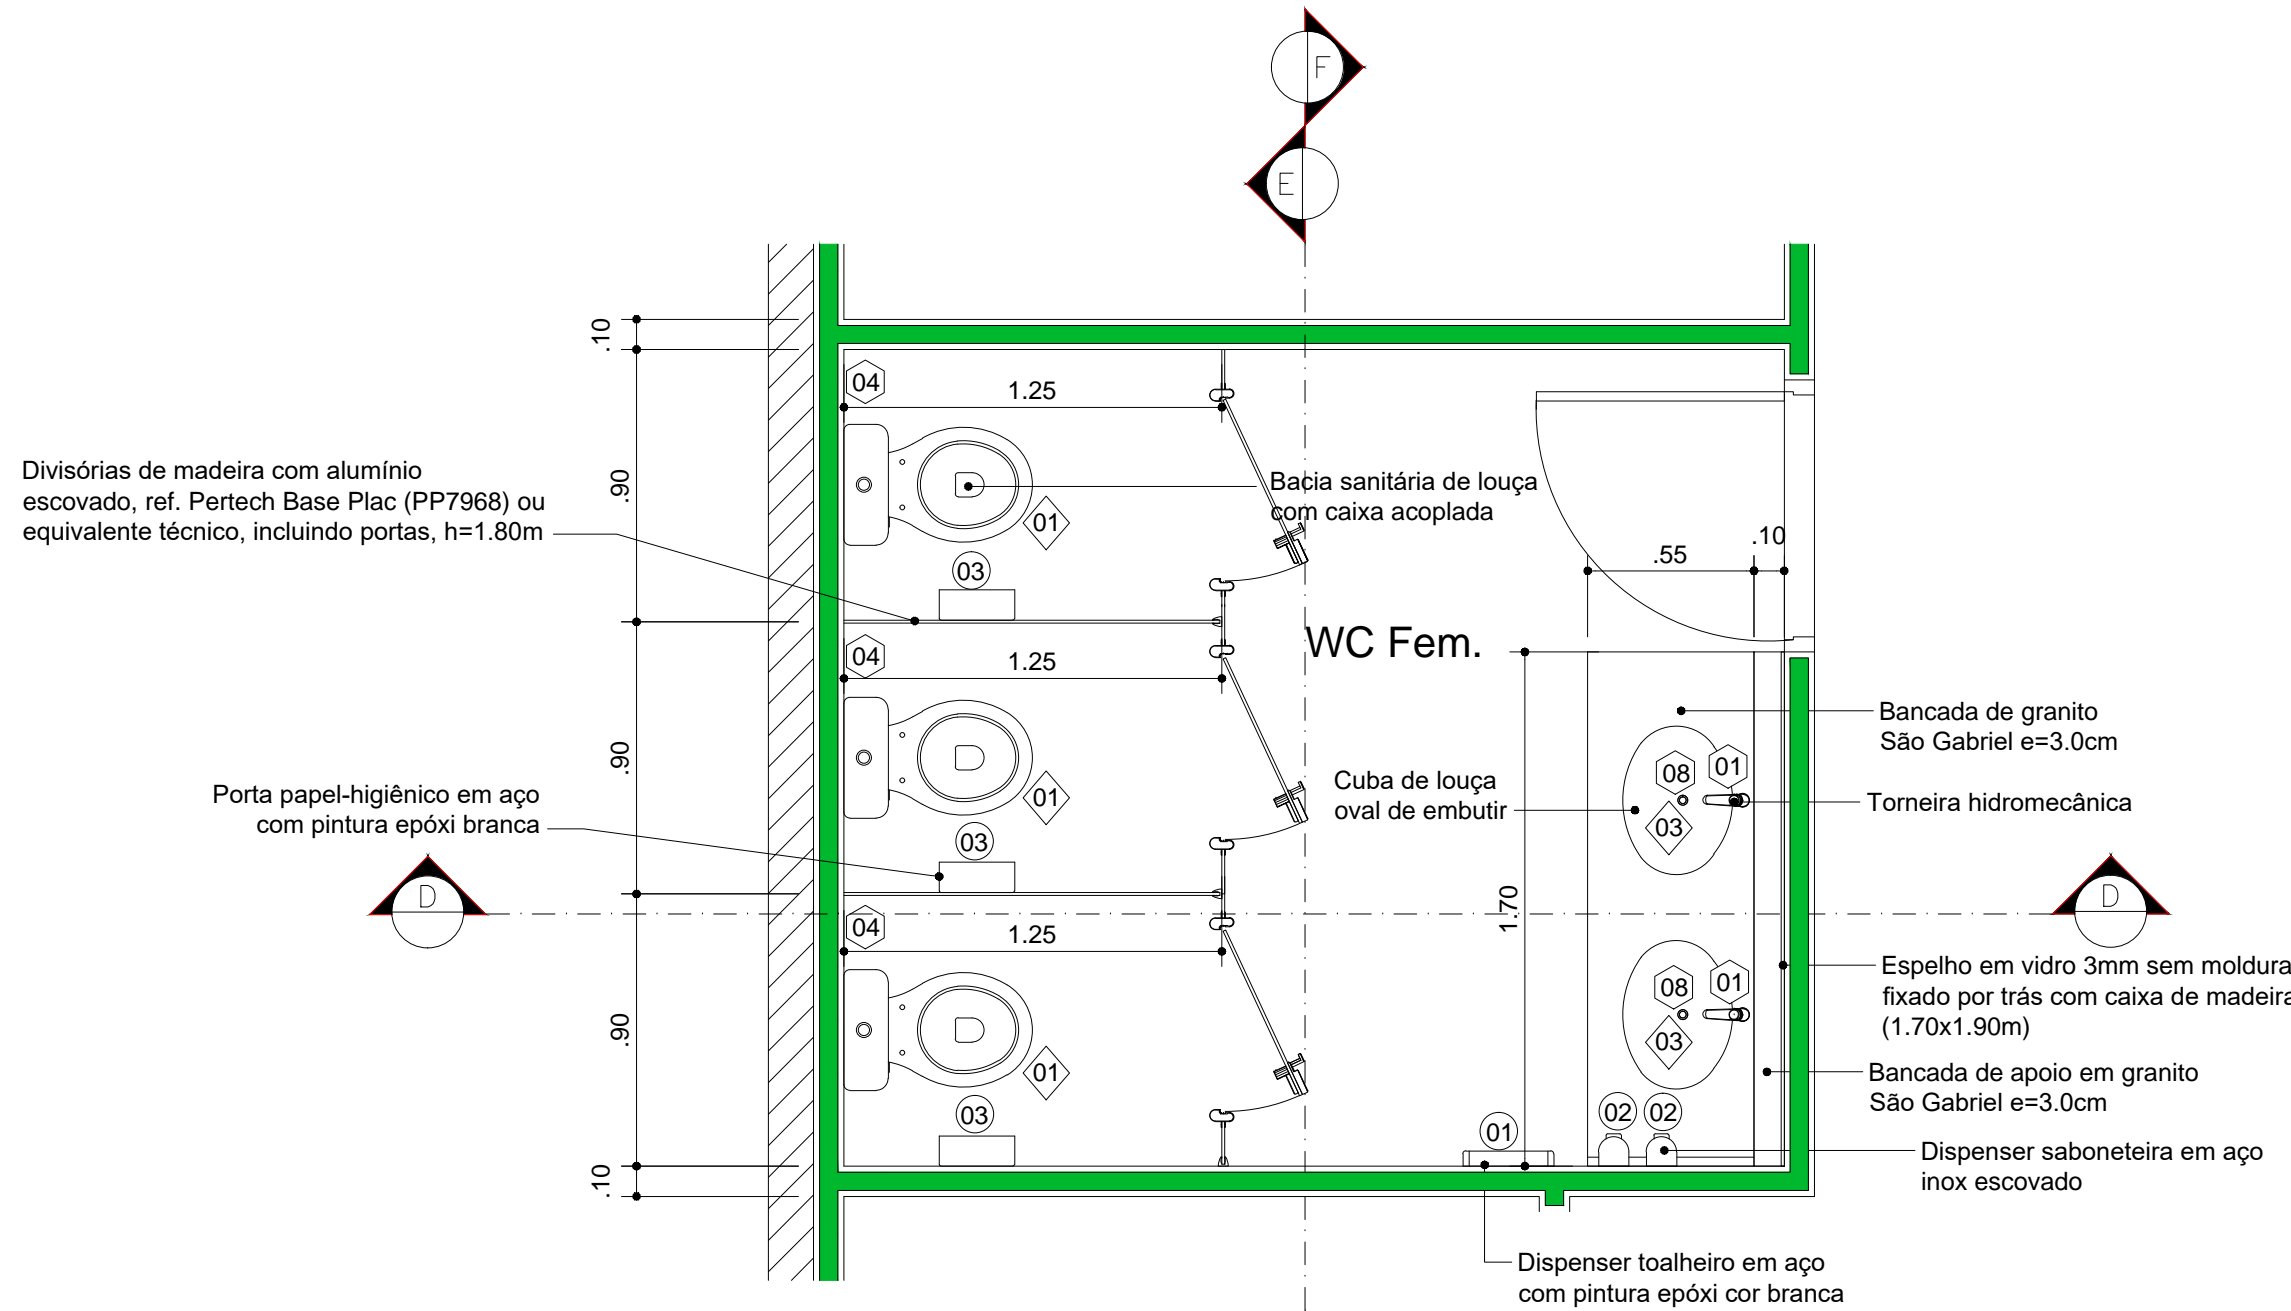 F
E
.10
04
1.25
Divisórias de madeira com alumínio
escovado, ref. Pertech Base Plac (PP7968) ou
equivalente técnico, incluindo portas, h=1.80m
.90
Bacia sanitária de louça
com caixa acoplada
01
.55
.10
03
WC Fem.
04
1.25
Bancada de granito
São Gabriel e=3.0cm
.90
Porta papel-higiênico em aço
com pintura epóxi branca
01
03
Cuba de louça
oval de embutir
08
01
03
Torneira hidromecânica
D
D
1.70
04
1.25
Espelho em vidro 3mm sem moldura
fixado por trás com caixa de madeira
(1.70x1.90m)
08
01
03
.90
01
03
Bancada de apoio em granito
São Gabriel e=3.0cm
01
02
02
Dispenser saboneteira em aço
inox escovado
.10
Dispenser toalheiro em aço
com pintura epóxi cor branca